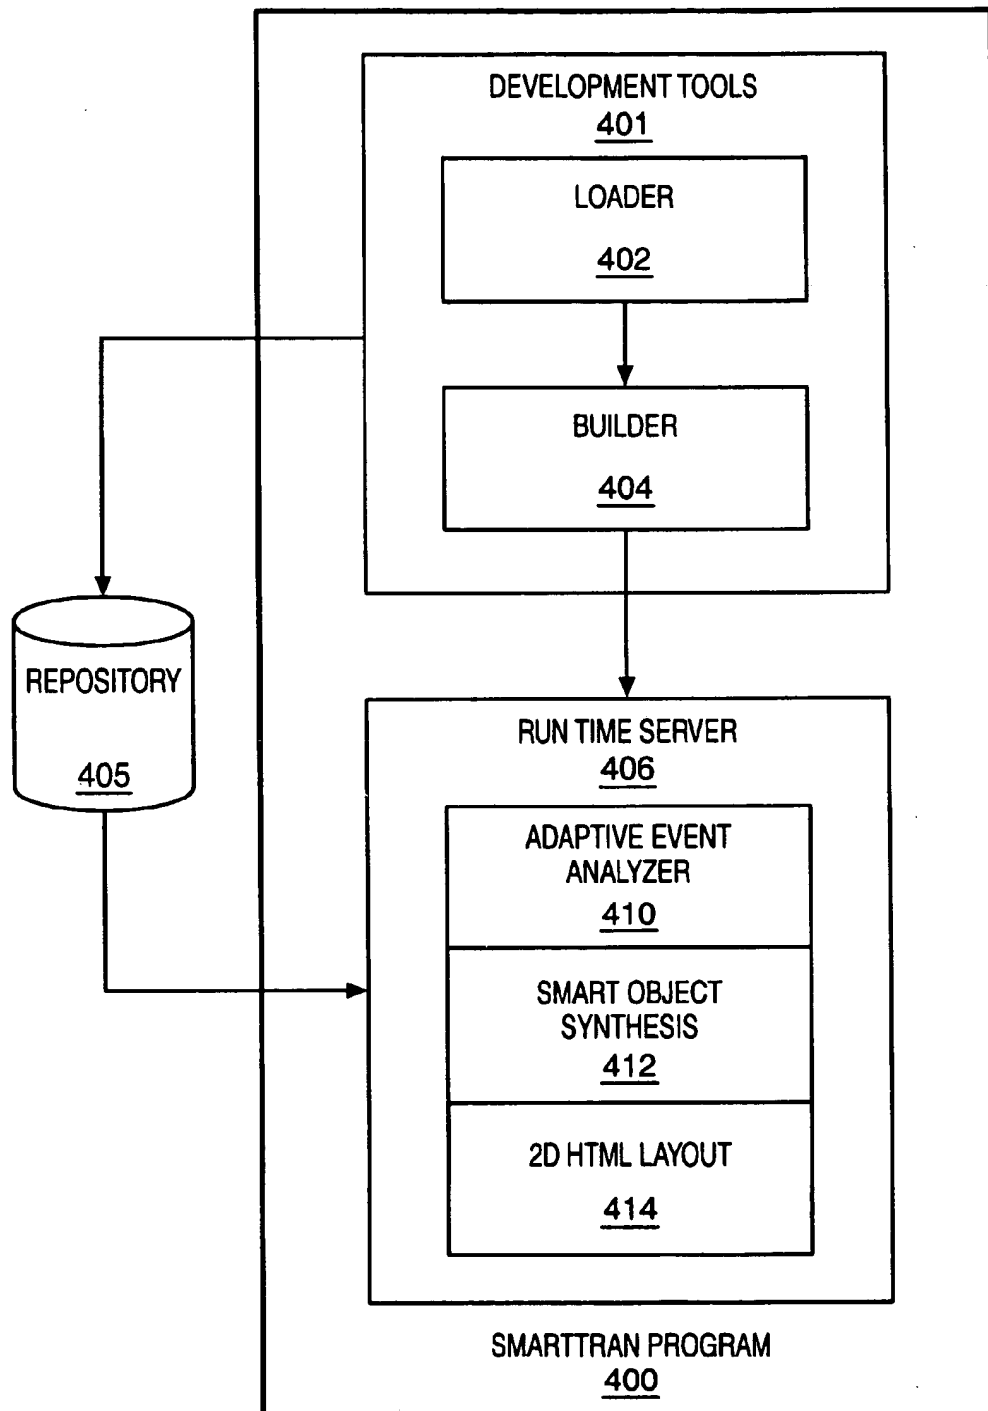 DEVELOPMENT TOOLS
401
LOADER
402
BUILDER
404
REPOSITORY
405
RUN TIME SERVER
406
ADAPTIVE EVENT
ANALYZER
410
SMART OBJECT
SYNTHESIS
412
2D HTML LAYOUT
414
SMARTTRAN PROGRAM
400